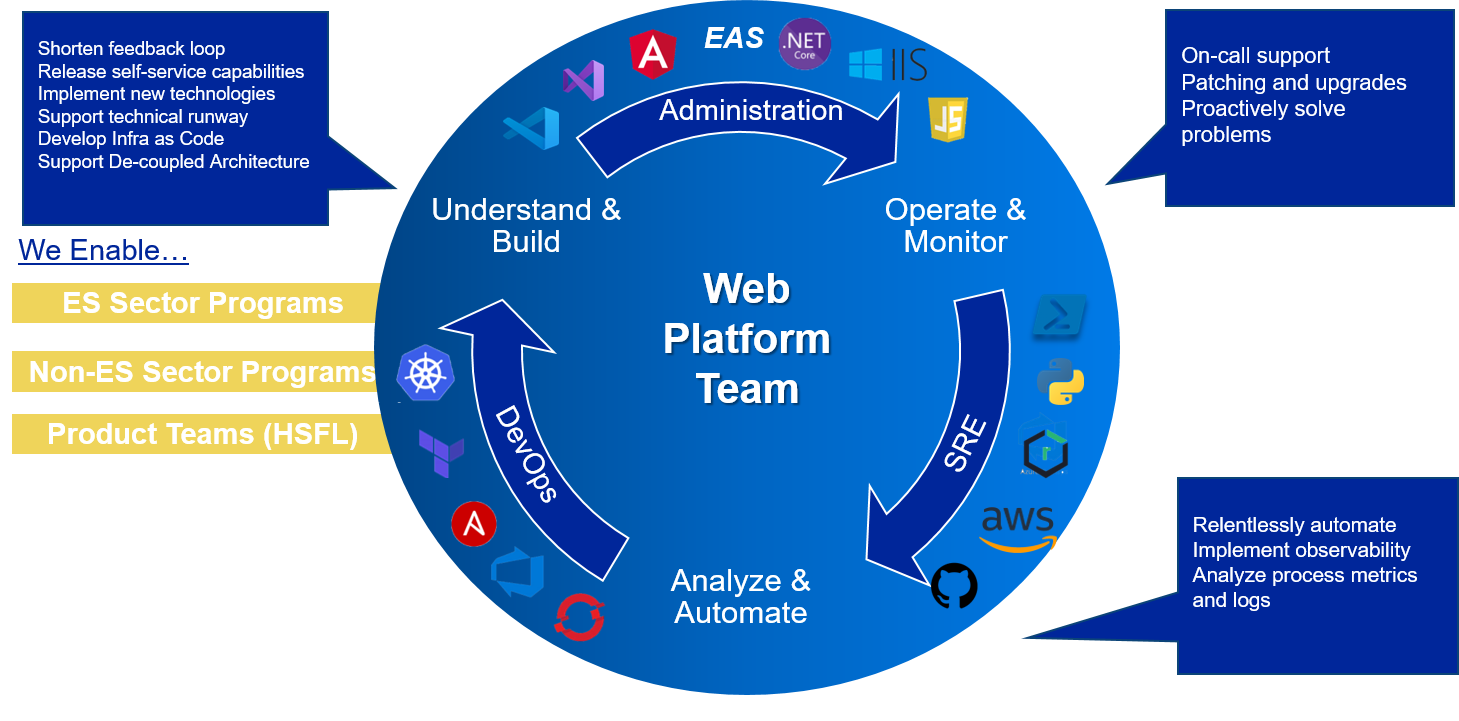 Shorten feedback loop
Release self-service capabilities
Implement new technologies
Support technical runway
Develop Infra as Code
Support De-coupled Architecture
We Enable…
ES Sector Programs
Non-ES Sector Programs
Product Teams (HSFL)
EAS
.NET
Core
IIS
JS
Administration
Understand &
Build
Operate &
Monitor
Web
Platform
Team
DevOps
SRE
aws
Analyze &
Automate
On-call support
Patching and upgrades
Proactively solve
problems
Relentlessly automate
Implement observability
Analyze process metrics
and logs